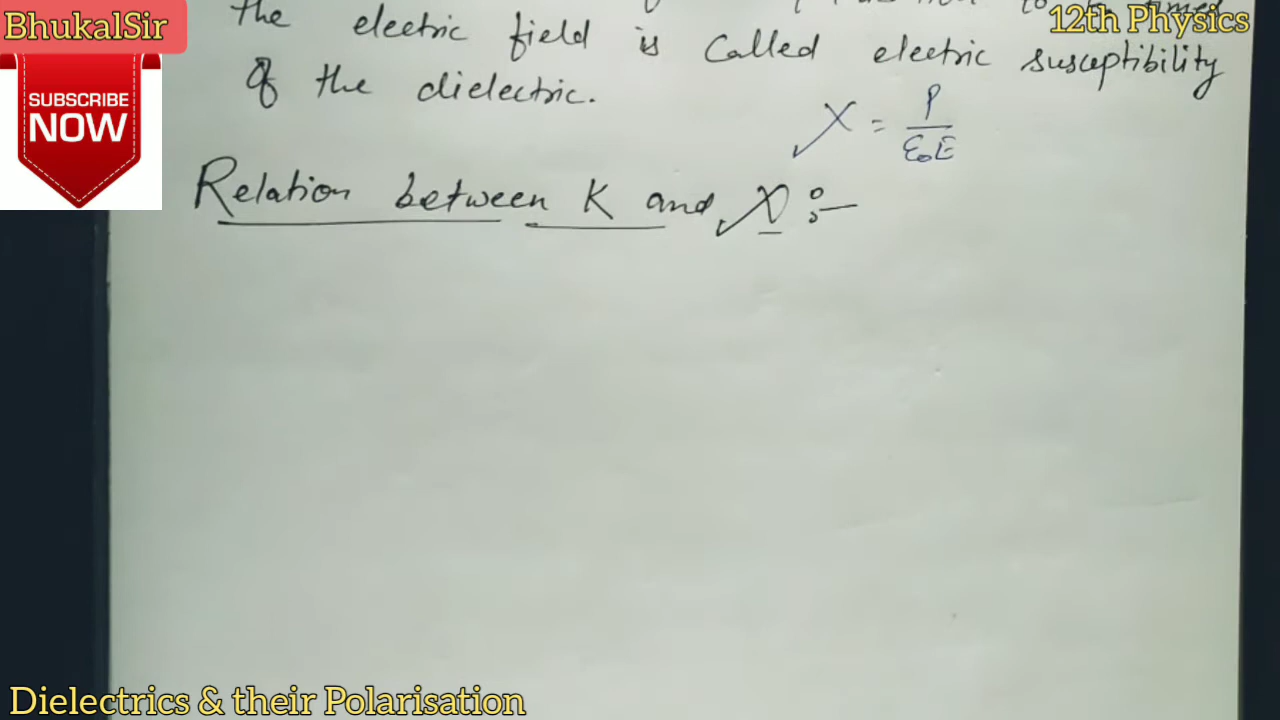 BhukalSir
12th Physics
SUBSCRIBE
NOW
the electric field is called electric susceptibility
of the dielectric.
χ = P / ε₀E
Relation between K and χ :-
Dielectrics & their Polarisation